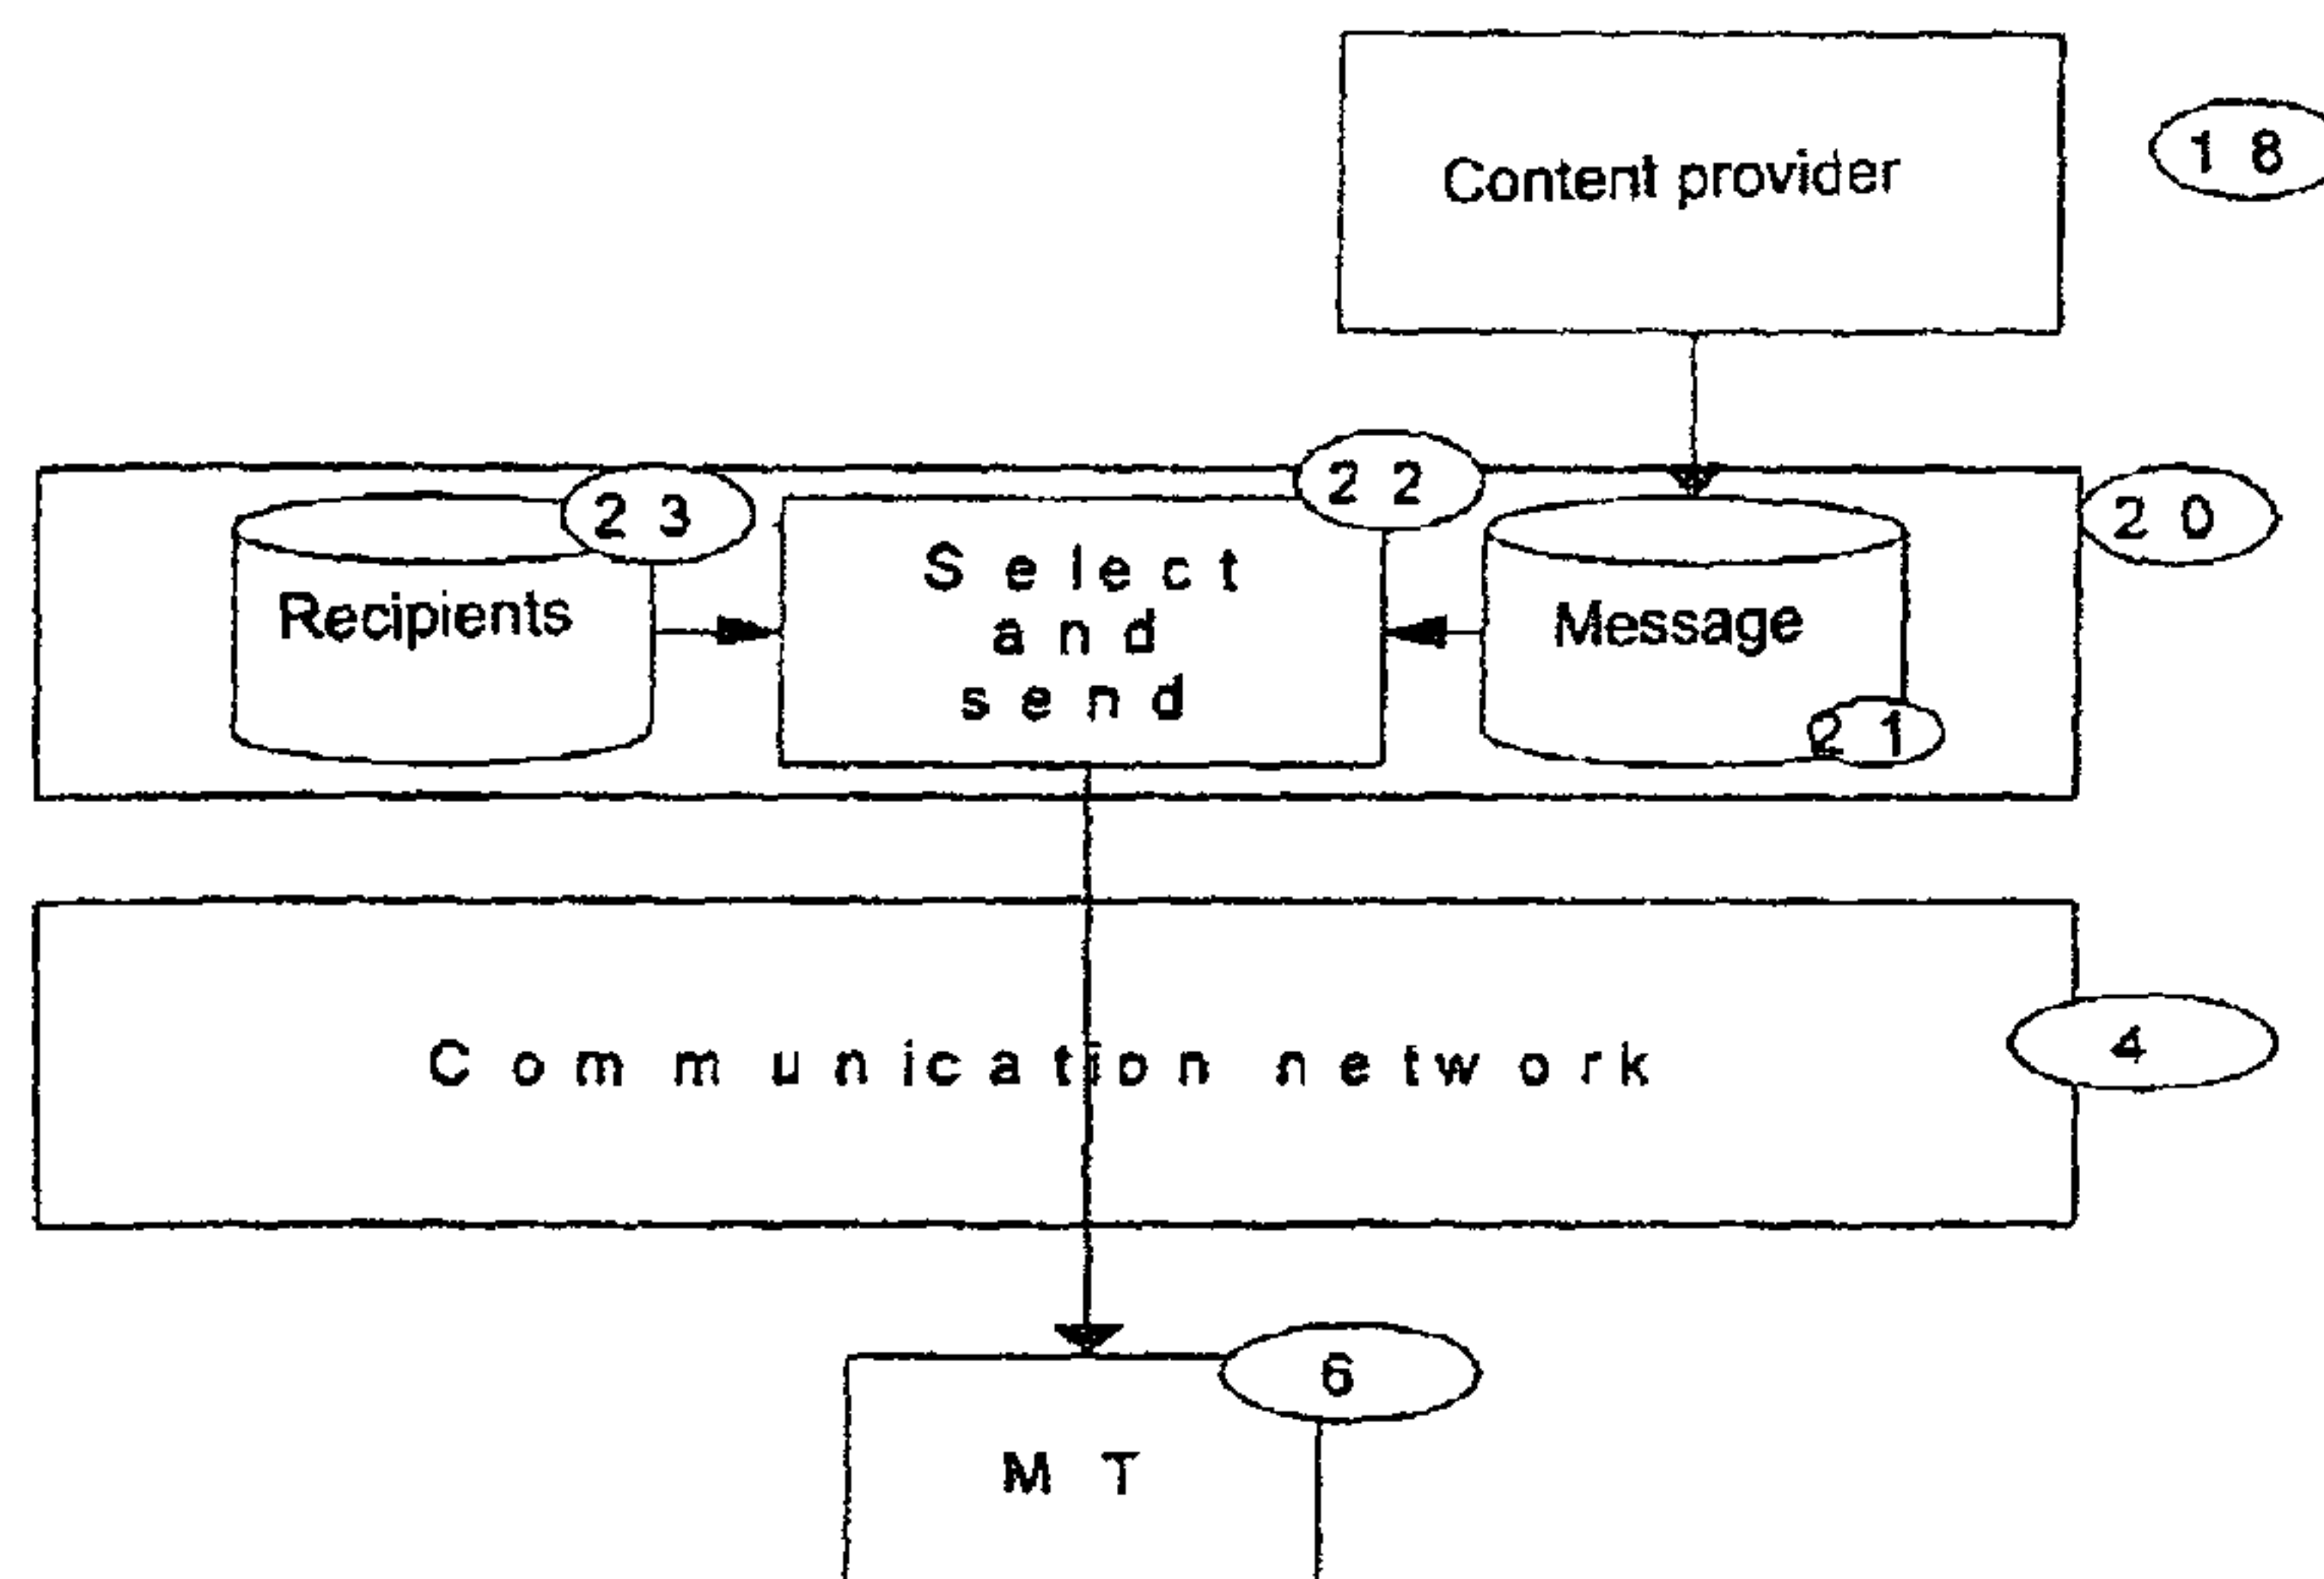 Content provider
18
22
23
20
Recipients
Select
and
send
Message
21
Communication network
4
6
MT